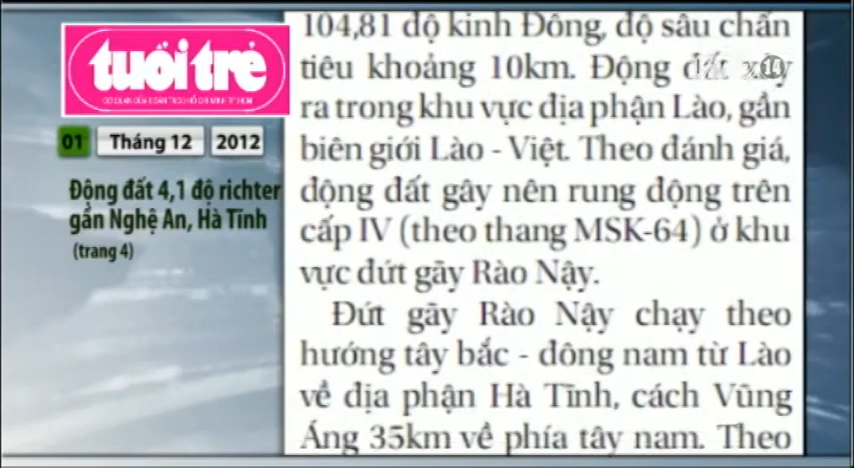 tuổi trẻ
01 Tháng 12 2012
Động đất 4,1 độ richter
gần Nghệ An, Hà Tĩnh
(trang 4)
104,81 độ kinh Đông, độ sâu chấn
tiêu khoảng 10km. Động đất xảy
ra trong khu vực địa phận Lào, gần
biên giới Lào - Việt. Theo đánh giá,
động đất gây nên rung động trên
cấp IV (theo thang MSK-64) ở khu
vực đứt gãy Rào Nậy.
Đứt gãy Rào Nậy chạy theo
hướng tây bắc - đông nam từ Lào
về địa phận Hà Tĩnh, cách Vũng
Áng 35km về phía tây nam. Theo